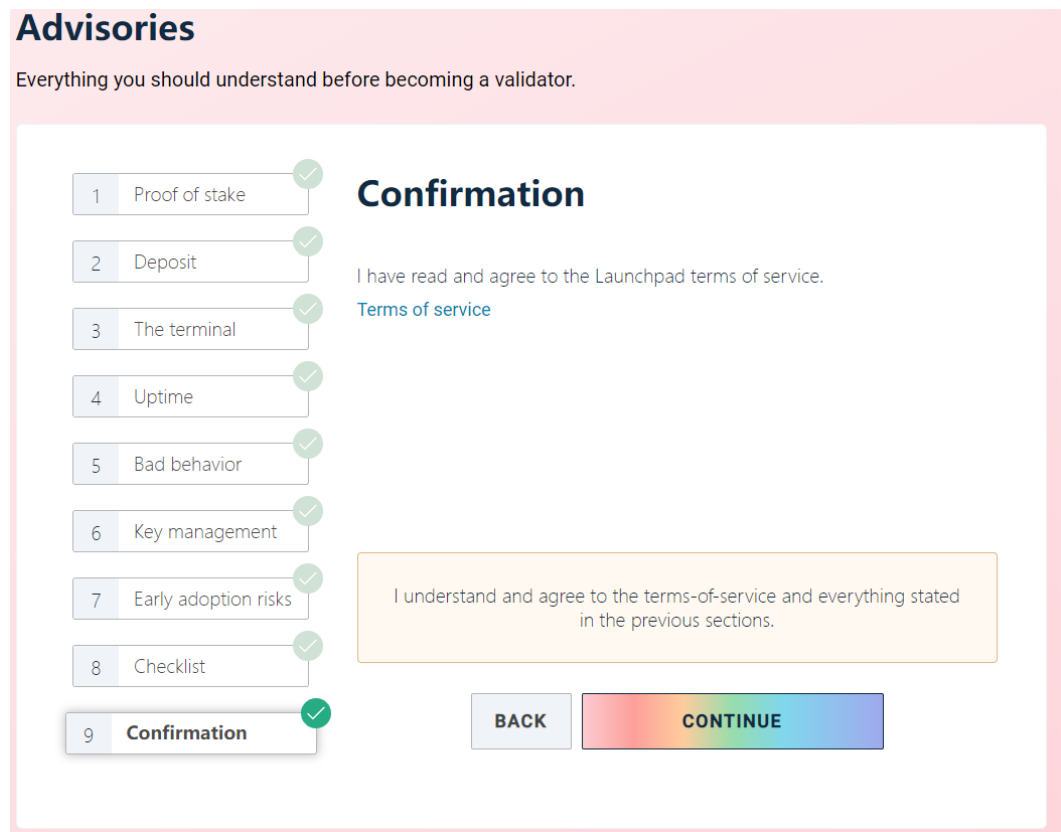 Advisories
Everything you should understand before becoming a validator.
1 Proof of stake
2 Deposit
3 The terminal
4 Uptime
5 Bad behavior
6 Key management
7 Early adoption risks
8 Checklist
9 Confirmation
Confirmation
I have read and agree to the Launchpad terms of service.
Terms of service
I understand and agree to the terms-of-service and everything stated
in the previous sections.
BACK
CONTINUE